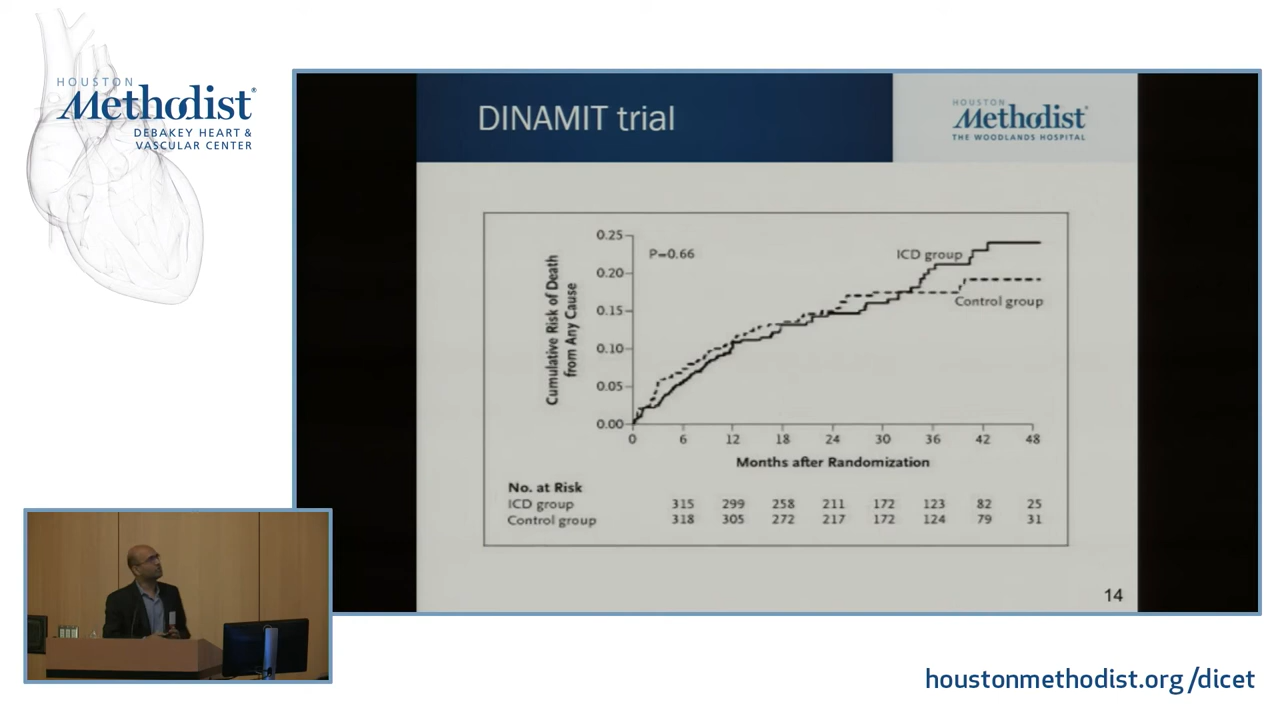 HOUSTON
Methodist®
DEBAKEY HEART &
VASCULAR CENTER
DINAMIT trial
HOUSTON
Methodist®
THE WOODLANDS HOSPITAL
Cumulative Risk of Death
from Any Cause
0.25
0.20
0.15
0.10
0.05
0.00
P=0.66
ICD group
Control group
0 6 12 18 24 30 36 42 48
Months after Randomization
No. at Risk
ICD group 315 299 258 211 172 123 82 25
Control group 318 305 272 217 172 124 79 31
14
houstonmethodist.org/dicet